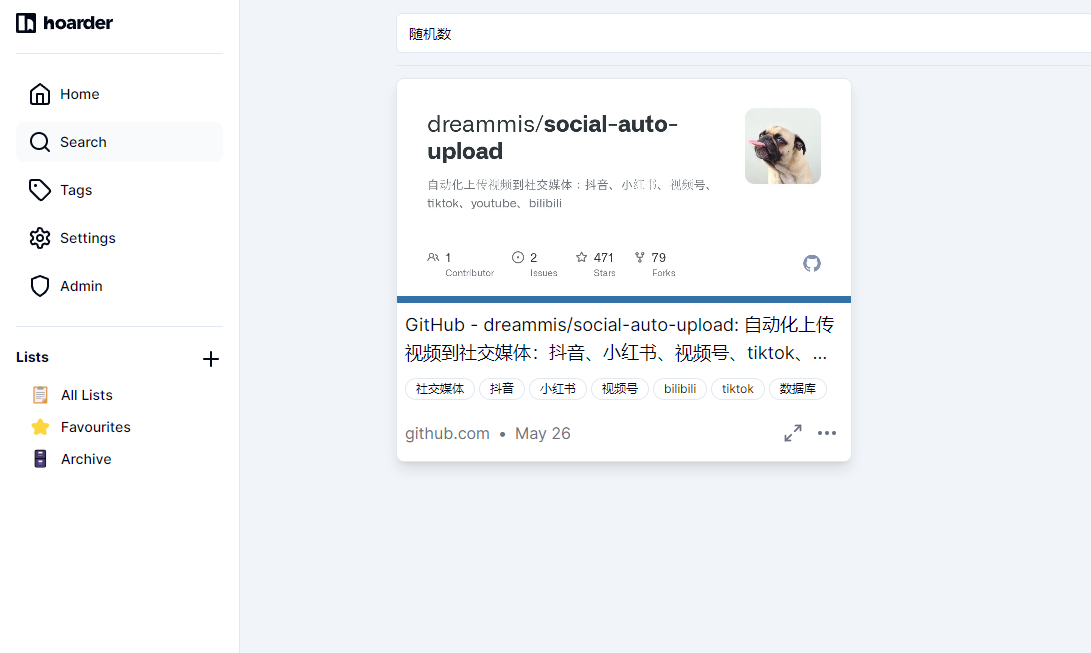 hoarder
Home
Search
Tags
Settings
Admin
Lists
All Lists
Favourites
Archive
随机数
dreammis/social-auto-
upload
自动化上传视频到社交媒体：抖音、小红书、视频号、
tiktok、youtube、bilibili
1
Contributor
2
Issues
471
Stars
79
Forks
GitHub - dreammis/social-auto-upload: 自动化上传
视频到社交媒体：抖音、小红书、视频号、tiktok、...
社交媒体 抖音 小红书 视频号 bilibili tiktok 数据库
github.com • May 26